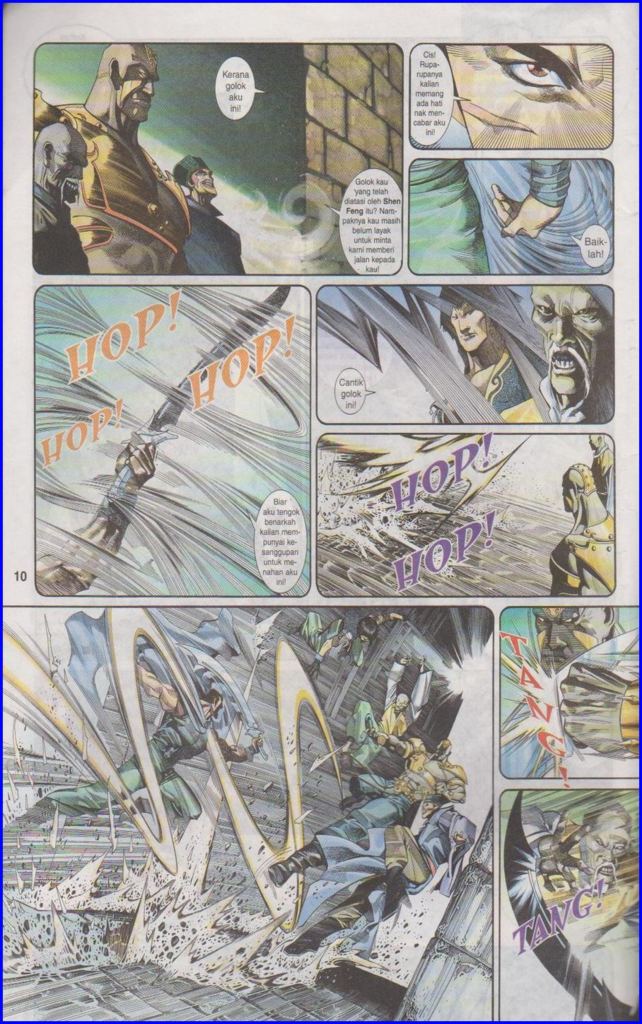 Kerana
golok
aku
ini!
Golok kau
yang telah
diatasi oleh Shen
Feng itu? Nam-
paknya kau masih
belum layak
untuk minta
kami memberi
jalan kepada
kau!
Cis!
Rupa-
rupanya
kalian
memang
ada hati
nak men-
cabar aku
ini!
Baik-
lah!
HOP!
HOP!
HOP!
Biar
aku tengok
benarkah
kalian mem-
punyai ke-
sanggupan
untuk me-
nahan aku
ini!
Cantik
golok
ini!
HOP!
HOP!
10
TANG!
TANG!